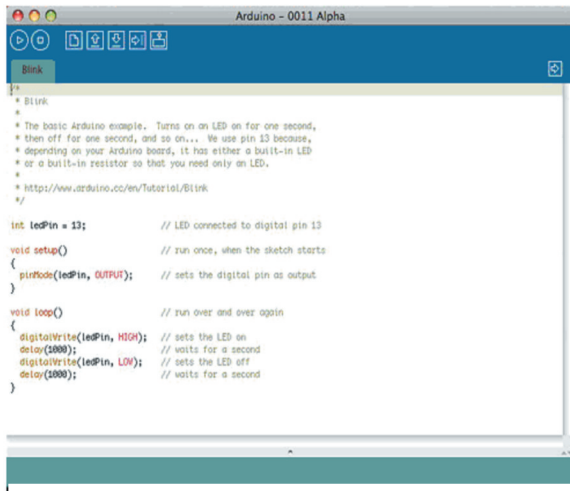 Arduino - 0011 Alpha
Blink
/*
* Blink
*
* The basic Arduino example. Turns on an LED on for one second,
* then off for one second, and so on... We use pin 13 because,
* depending on your Arduino board, it has either a built-in LED
* or a built-in resistor so that you need only an LED.
*
* http://www.arduino.cc/en/Tutorial/Blink
*/
int ledPin = 13; // LED connected to digital pin 13
void setup() // run once, when the sketch starts
{
pinMode(ledPin, OUTPUT); // sets the digital pin as output
}
void loop() // run over and over again
{
digitalWrite(ledPin, HIGH); // sets the LED on
delay(1000); // waits for a second
digitalWrite(ledPin, LOW); // sets the LED off
delay(1000); // waits for a second
}